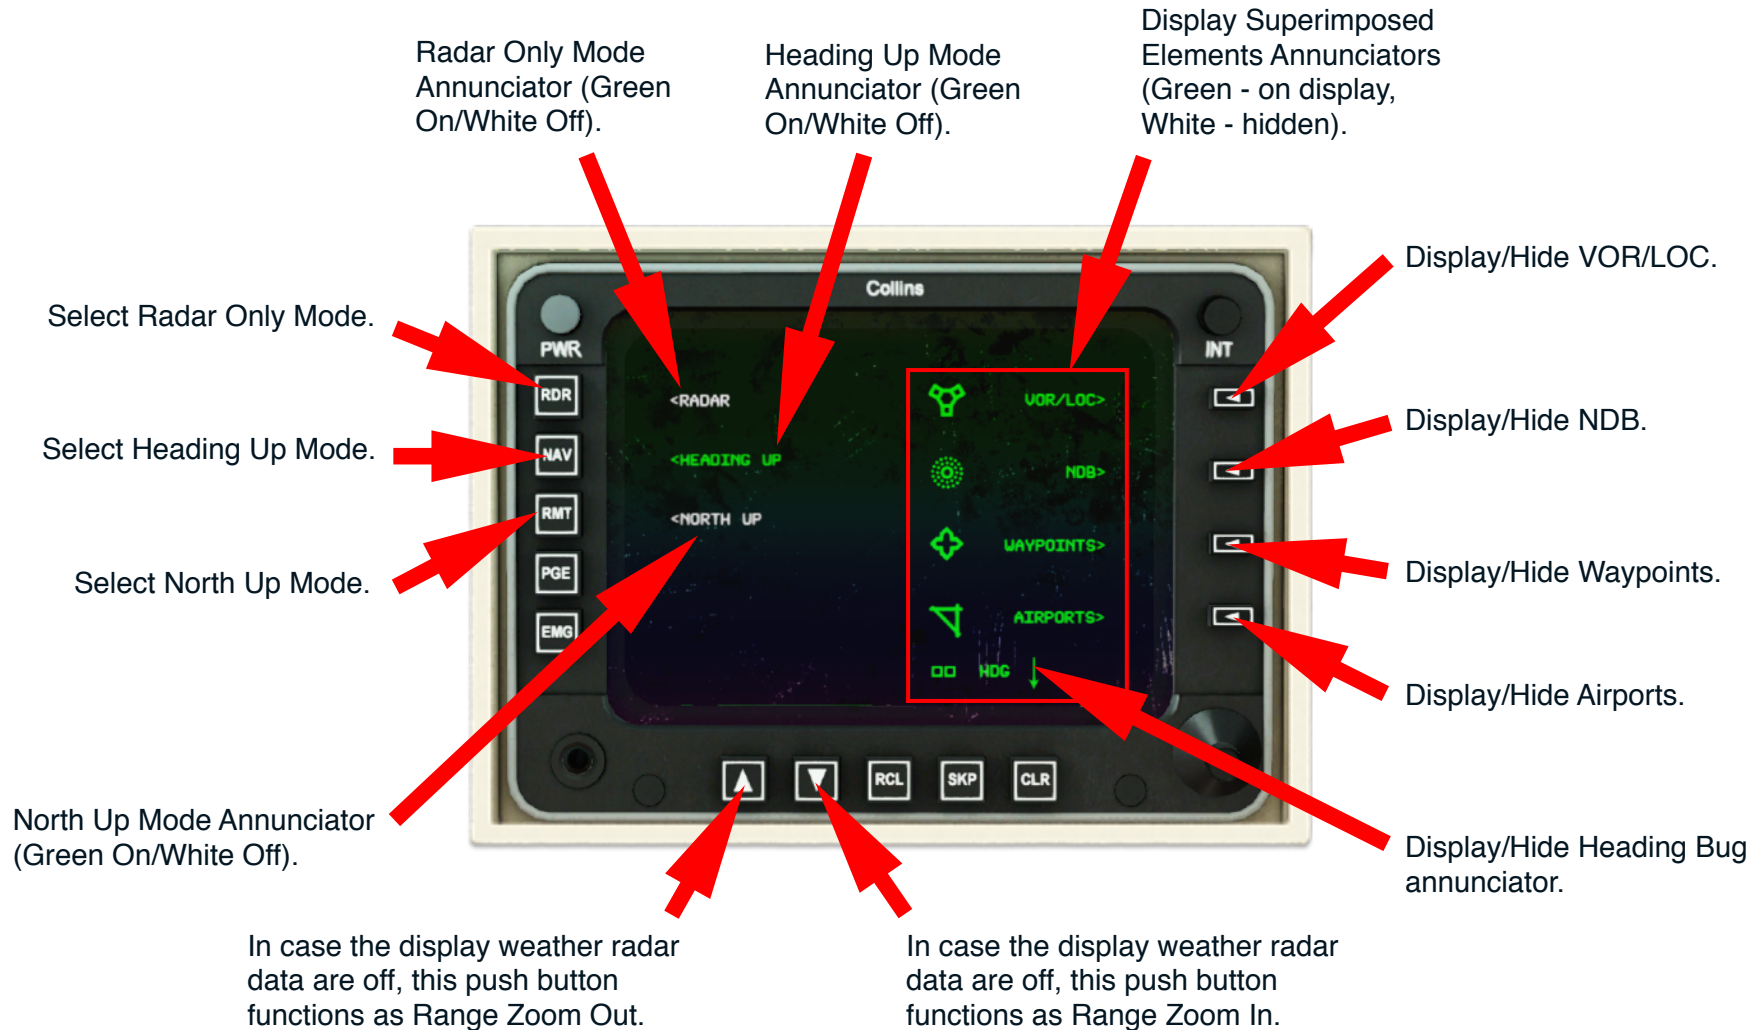 Display Superimposed
Elements Annunciators
(Green - on display,
White - hidden).
Radar Only Mode
Annunciator (Green
On/White Off).
Heading Up Mode
Annunciator (Green
On/White Off).
Select Radar Only Mode.
Select Heading Up Mode.
Select North Up Mode.
North Up Mode Annunciator
(Green On/White Off).
Collins
PWR
INT
RDR
NAV
RMT
PGE
EMG
<RADAR
<HEADING UP
<NORTH UP
VOR/LOC>
NDB>
WAYPOINTS>
AIRPORTS>
HDG
RCL
SKP
CLR
Display/Hide VOR/LOC.
Display/Hide NDB.
Display/Hide Waypoints.
Display/Hide Airports.
Display/Hide Heading Bug
annunciator.
In case the display weather radar
data are off, this push button
functions as Range Zoom Out.
In case the display weather radar
data are off, this push button
functions as Range Zoom In.